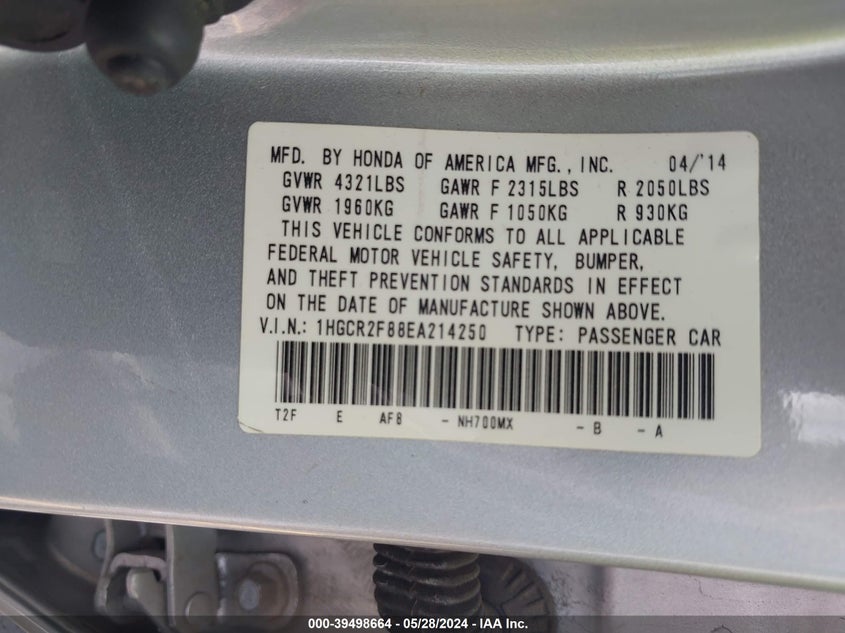 MFD. BY HONDA OF AMERICA MFG., INC. 04/'14
GVWR 4321LBS GAWR F 2315LBS R 2050LBS
GVWR 1960KG GAWR F 1050KG R 930KG
THIS VEHICLE CONFORMS TO ALL APPLICABLE
FEDERAL MOTOR VEHICLE SAFETY, BUMPER,
AND THEFT PREVENTION STANDARDS IN EFFECT
ON THE DATE OF MANUFACTURE SHOWN ABOVE.
V.I.N.: 1HGCR2F88EA214250 TYPE: PASSENGER CAR
T2F E AF8 - NH700MX - B - A
000-39498664 - 05/28/2024 - IAA Inc.